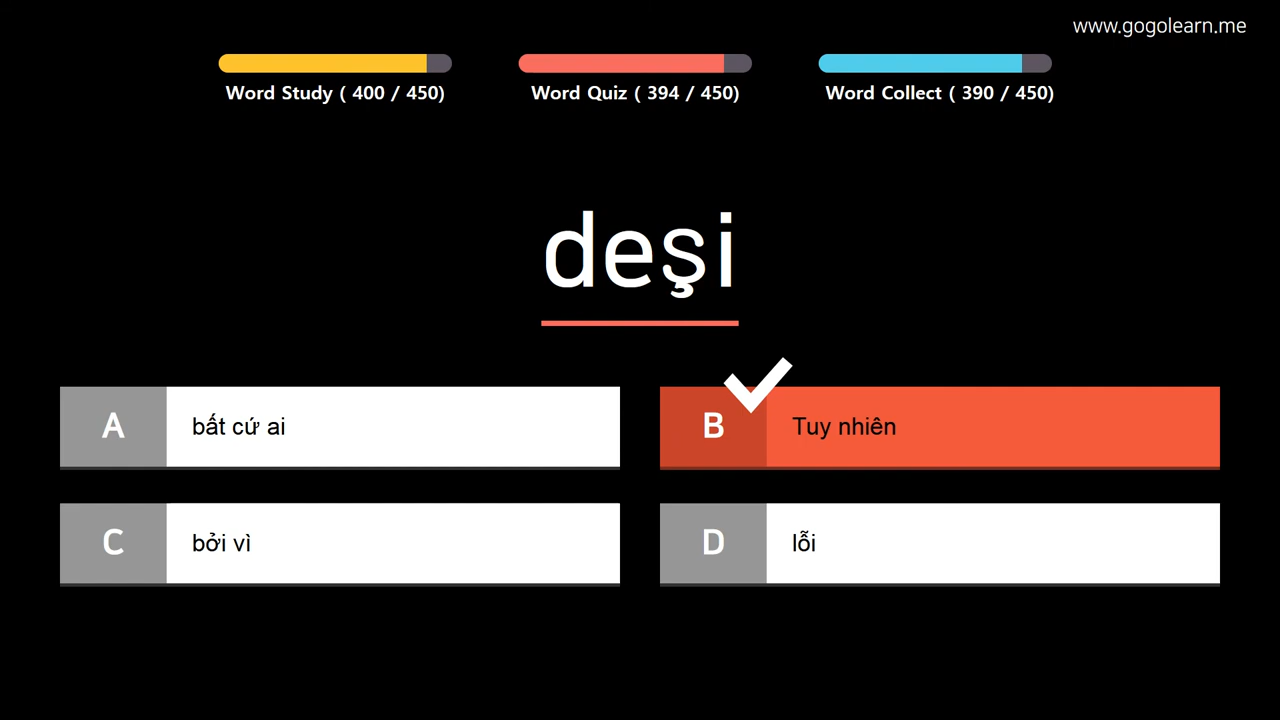 www.gogolearn.me
Word Study ( 400 / 450)
Word Quiz ( 394 / 450)
Word Collect ( 390 / 450)
deşi
A bất cứ ai
B Tuy nhiên
C bởi vì
D lỗi